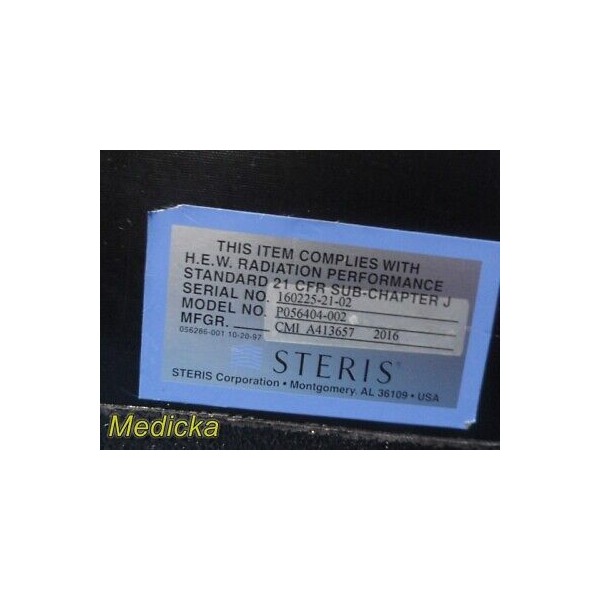 THIS ITEM COMPLIES WITH
H.E.W. RADIATION PERFORMANCE
STANDARD 21 CFR SUB-CHAPTER J
SERIAL NO. 160225-21-02
MODEL NO. P056404-002
MFGR. CMI A413657 2016
056286-001 10-20-97
STERIS®
STERIS Corporation • Montgomery, AL 36109 • USA
Medicka